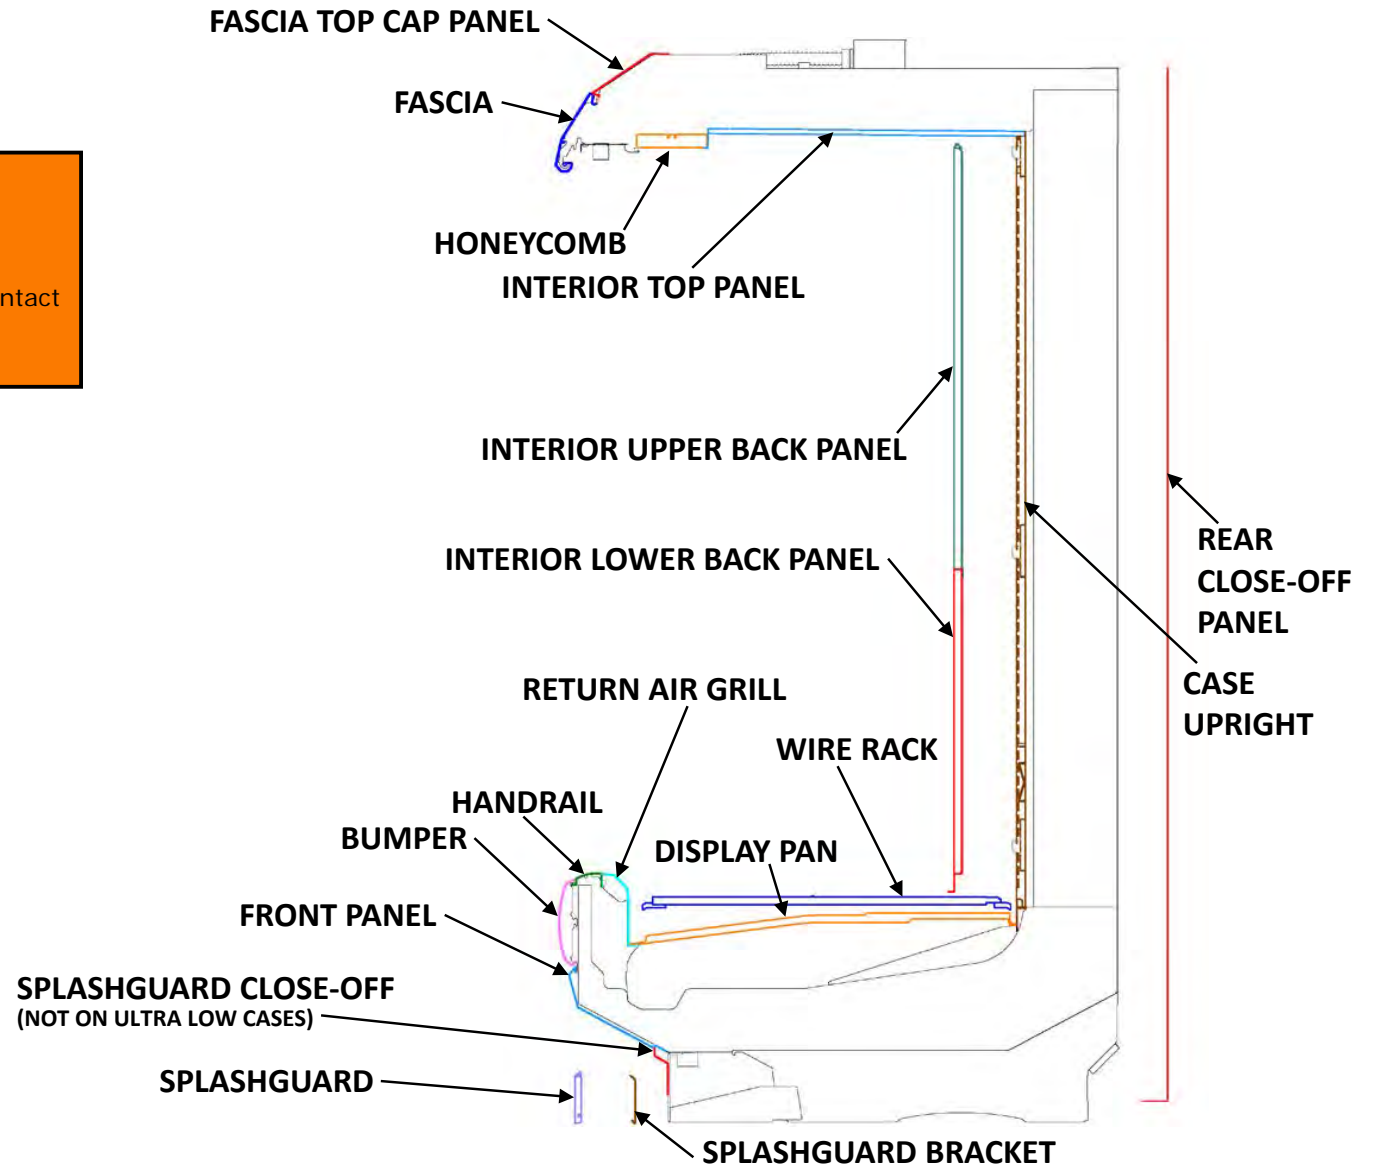 FASCIA TOP CAP PANEL
FASCIA
ntact
HONEYCOMB
INTERIOR TOP PANEL
INTERIOR UPPER BACK PANEL
INTERIOR LOWER BACK PANEL
REAR
CLOSE-OFF
PANEL
CASE
UPRIGHT
RETURN AIR GRILL
WIRE RACK
HANDRAIL
BUMPER
DISPLAY PAN
FRONT PANEL
SPLASHGUARD CLOSE-OFF
(NOT ON ULTRA LOW CASES)
SPLASHGUARD
SPLASHGUARD BRACKET